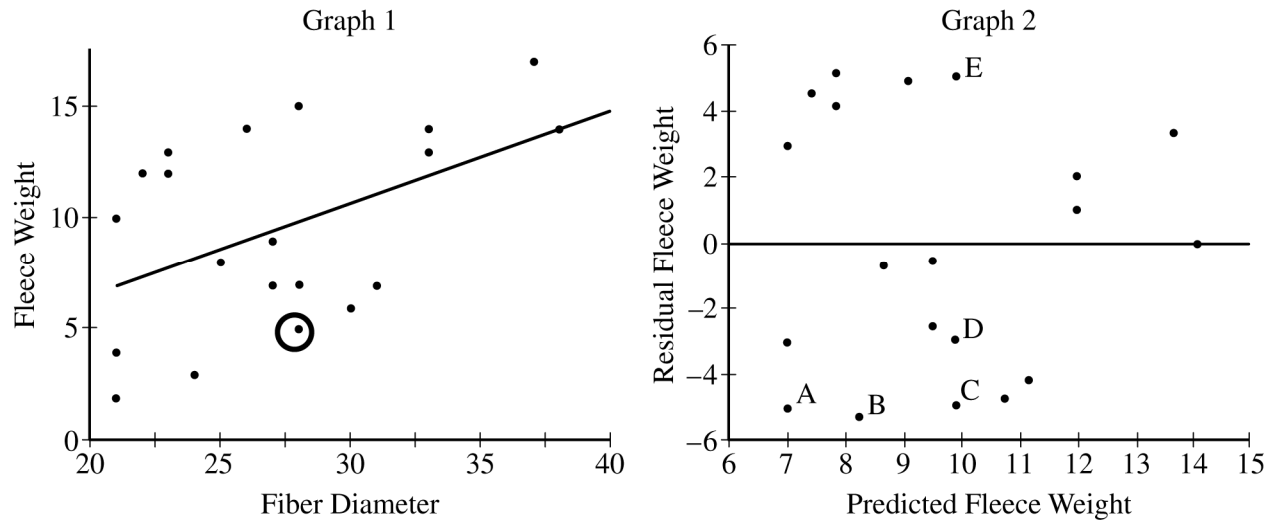 Graph 1
Fleece Weight
15
10
5
0
20 25 30 35 40
Fiber Diameter
Graph 2
Residual Fleece Weight
6
4
2
0
−2
−4
−6
E
D
A
B
C
6 7 8 9 10 11 12 13 14 15
Predicted Fleece Weight